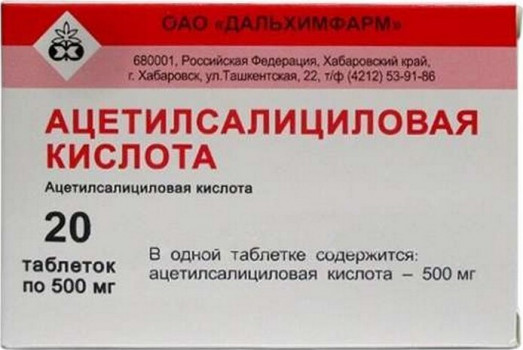 ОАО «ДАЛЬХИМФАРМ»
680001, Российская Федерация, Хабаровский край,
г. Хабаровск, ул.Ташкентская, 22, т/ф (4212) 53-91-86
АЦЕТИЛСАЛИЦИЛОВАЯ
КИСЛОТА
Ацетилсалициловая кислота
20
таблеток
по 500 мг
В одной таблетке содержится:
ацетилсалициловая кислота – 500 мг